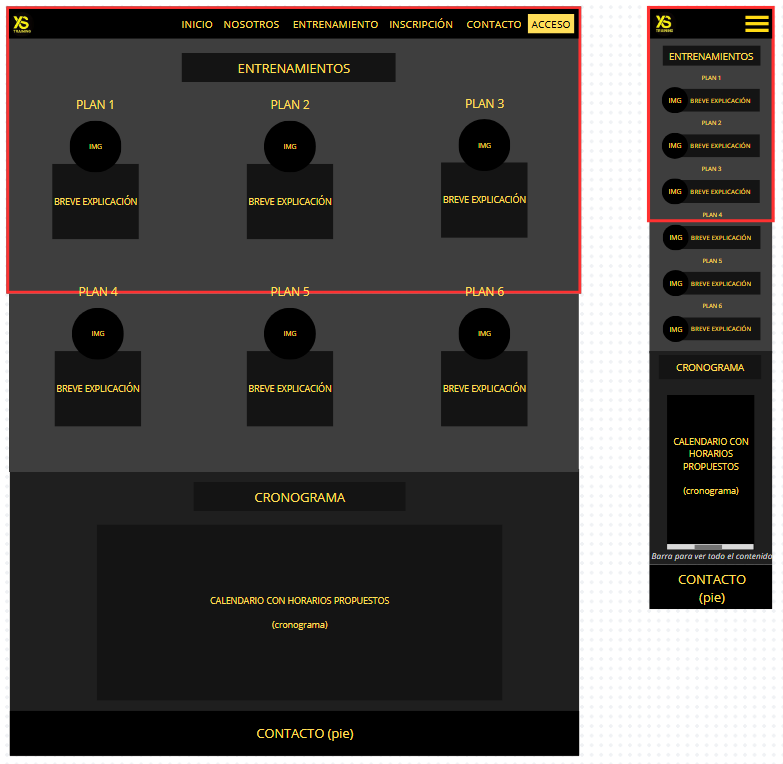 XS
TRAINING
INICIO NOSOTROS ENTRENAMIENTO INSCRIPCIÓN CONTACTO ACCESO
ENTRENAMIENTOS
PLAN 1 PLAN 2 PLAN 3
IMG IMG IMG
BREVE EXPLICACIÓN BREVE EXPLICACIÓN BREVE EXPLICACIÓN
PLAN 4 PLAN 5 PLAN 6
IMG IMG IMG
BREVE EXPLICACIÓN BREVE EXPLICACIÓN BREVE EXPLICACIÓN
CRONOGRAMA
CALENDARIO CON HORARIOS PROPUESTOS
(cronograma)
CONTACTO (pie)
XS
TRAINING
ENTRENAMIENTOS
PLAN 1
IMG BREVE EXPLICACIÓN
PLAN 2
IMG BREVE EXPLICACIÓN
PLAN 3
IMG BREVE EXPLICACIÓN
PLAN 4
IMG BREVE EXPLICACIÓN
PLAN 5
IMG BREVE EXPLICACIÓN
PLAN 6
IMG BREVE EXPLICACIÓN
CRONOGRAMA
CALENDARIO CON
HORARIOS
PROPUESTOS
(cronograma)
Barra para ver todo el contenido
CONTACTO
(pie)